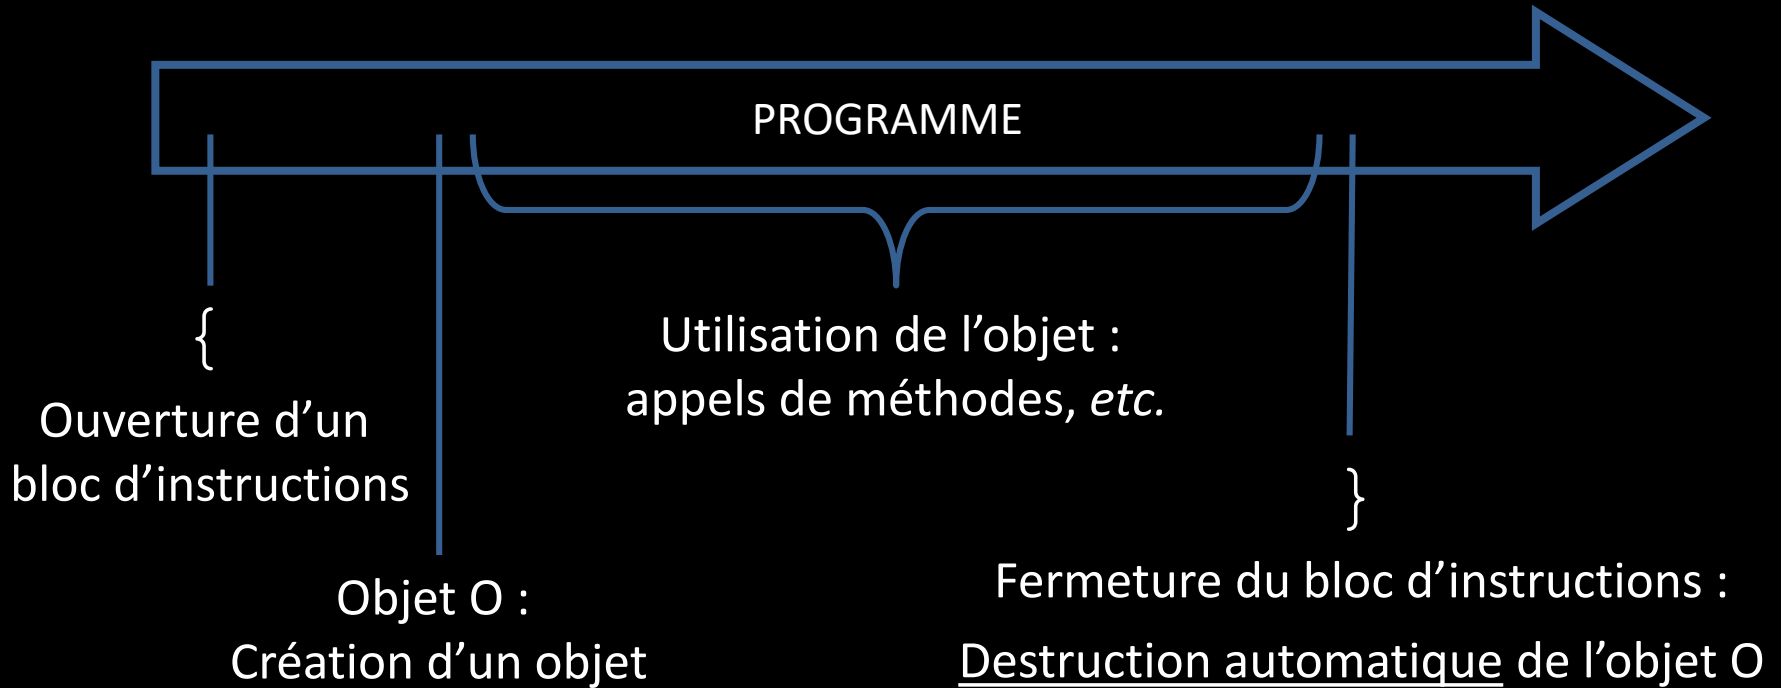 PROGRAMME
{
Ouverture d’un
bloc d’instructions
Objet O :
Création d’un objet
Utilisation de l’objet :
appels de méthodes, etc.
}
Fermeture du bloc d’instructions :
Destruction automatique de l’objet O